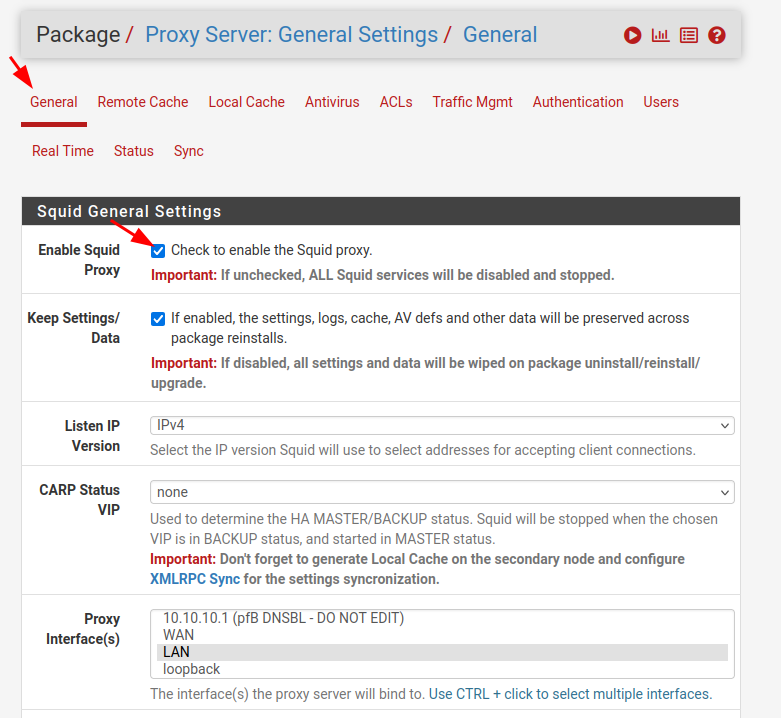 Package / Proxy Server: General Settings / General
General Remote Cache Local Cache Antivirus ACLs Traffic Mgmt Authentication Users
Real Time Status Sync
Squid General Settings
Enable Squid Proxy
Check to enable the Squid proxy.
Important: If unchecked, ALL Squid services will be disabled and stopped.
Keep Settings/
Data
If enabled, the settings, logs, cache, AV defs and other data will be preserved across
package reinstalls.
Important: If disabled, all settings and data will be wiped on package uninstall/reinstall/
upgrade.
Listen IP
Version
IPv4
Select the IP version Squid will use to select addresses for accepting client connections.
CARP Status
VIP
none
Used to determine the HA MASTER/BACKUP status. Squid will be stopped when the chosen
VIP is in BACKUP status, and started in MASTER status.
Important: Don't forget to generate Local Cache on the secondary node and configure
XMLRPC Sync for the settings syncronization.
Proxy
Interface(s)
10.10.10.1 (pfB DNSBL - DO NOT EDIT)
WAN
LAN
loopback
The interface(s) the proxy server will bind to. Use CTRL + click to select multiple interfaces.